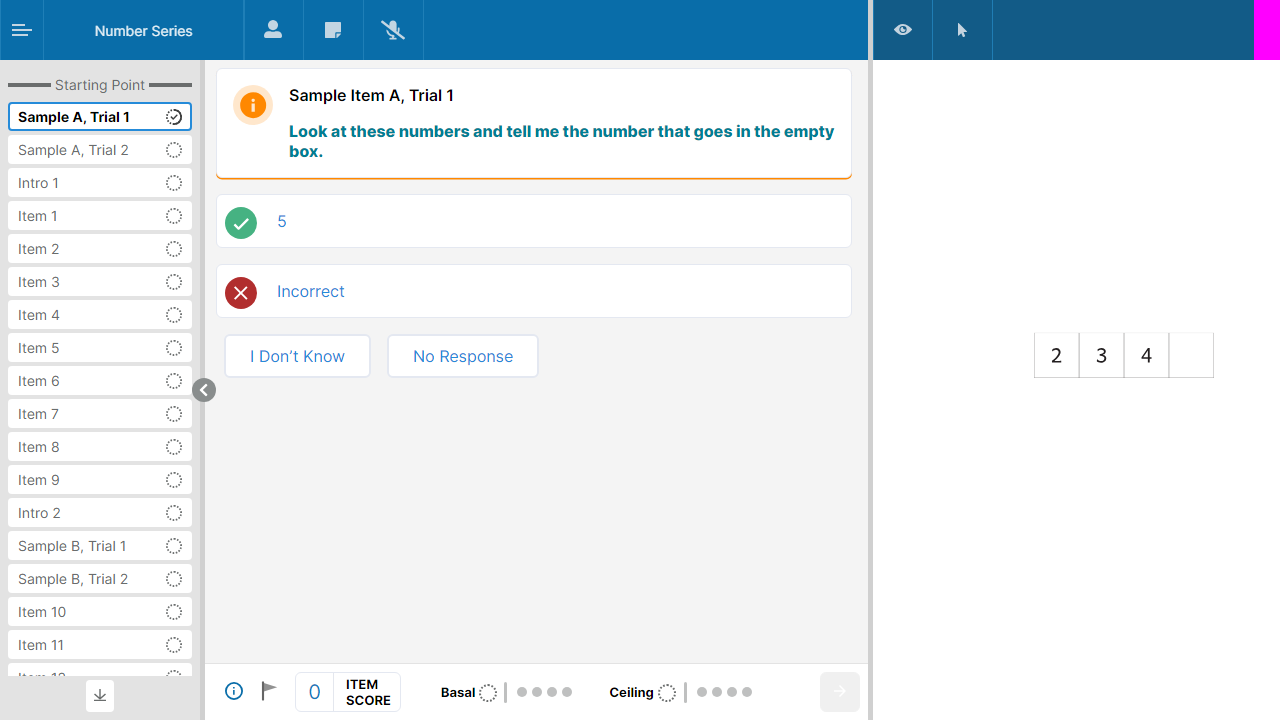 Number Series
Starting Point
Sample A, Trial 1
Sample A, Trial 2
Intro 1
Item 1
Item 2
Item 3
Item 4
Item 5
Item 6
Item 7
Item 8
Item 9
Intro 2
Sample B, Trial 1
Sample B, Trial 2
Item 10
Item 11
Item 12
Sample Item A, Trial 1
Look at these numbers and tell me the number that goes in the empty
box.
5
Incorrect
I Don’t Know
No Response
0 ITEM
SCORE
Basal
Ceiling
2 3 4